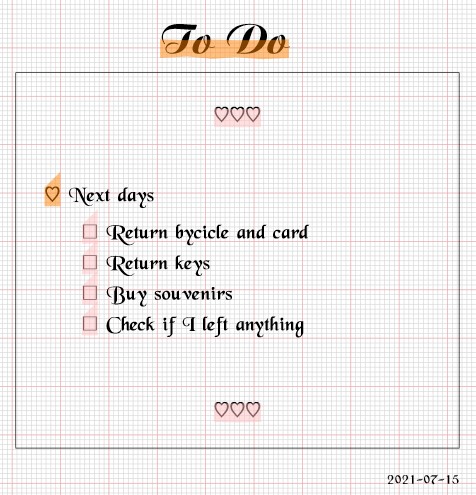 To Do
♡♡♡
♡ Next days
☐ Return bycicle and card
☐ Return keys
☐ Buy souvenirs
☐ Check if I left anything
♡♡♡
2021-07-15